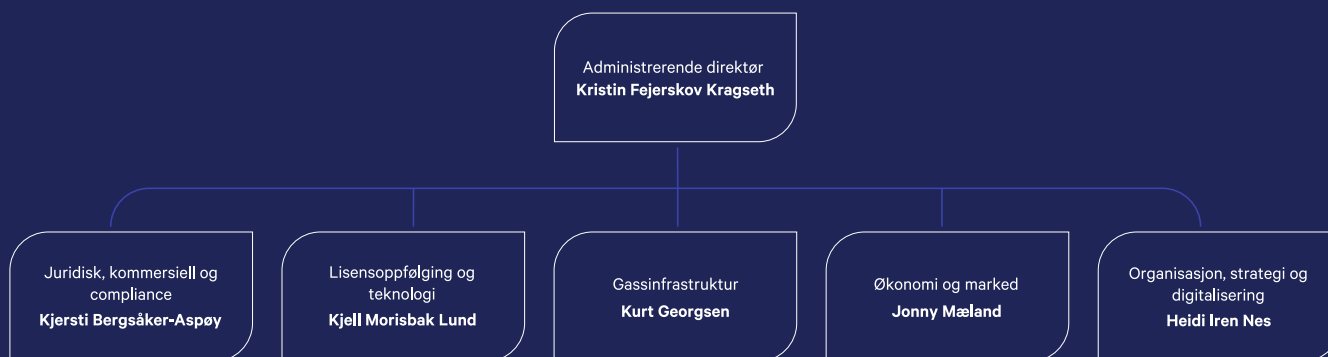 Administrerende direktør
Kristin Fejerskov Kragseth
Juridisk, kommersiell og
compliance
Kjersti Bergsåker-Aspøy
Lisensoppfølging og
teknologi
Kjell Morisbak Lund
Gassinfrastruktur
Kurt Georgsen
Økonomi og marked
Jonny Mæland
Organisasjon, strategi og
digitalisering
Heidi Iren Nes